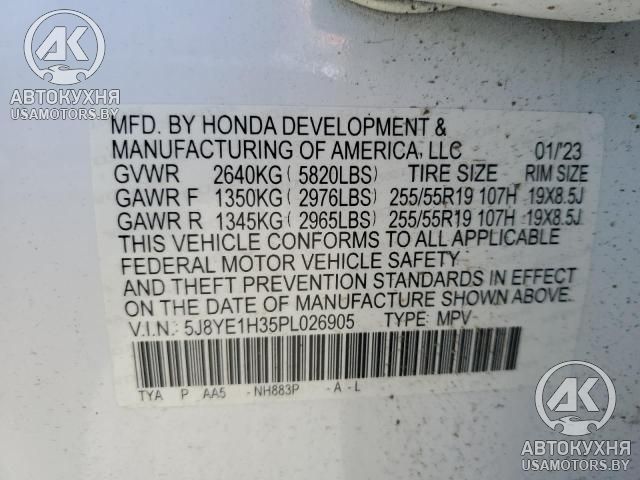 AK
АВТОКУХНЯ
USAMOTORS.BY
MFD. BY HONDA DEVELOPMENT &
MANUFACTURING OF AMERICA, LLC 01/'23
GVWR 2640KG( 5820LBS) TIRE SIZE RIM SIZE
GAWR F 1350KG( 2976LBS) 255/55R19 107H 19X8.5J
GAWR R 1345KG( 2965LBS) 255/55R19 107H 19X8.5J
THIS VEHICLE CONFORMS TO ALL APPLICABLE
FEDERAL MOTOR VEHICLE SAFETY
AND THEFT PREVENTION STANDARDS IN EFFECT
ON THE DATE OF MANUFACTURE SHOWN ABOVE.
V.I.N.: 5J8YE1H35PL026905 TYPE: MPV
TYA P AA5 -NH883P -A-L
AK
АВТОКУХНЯ
USAMOTORS.BY